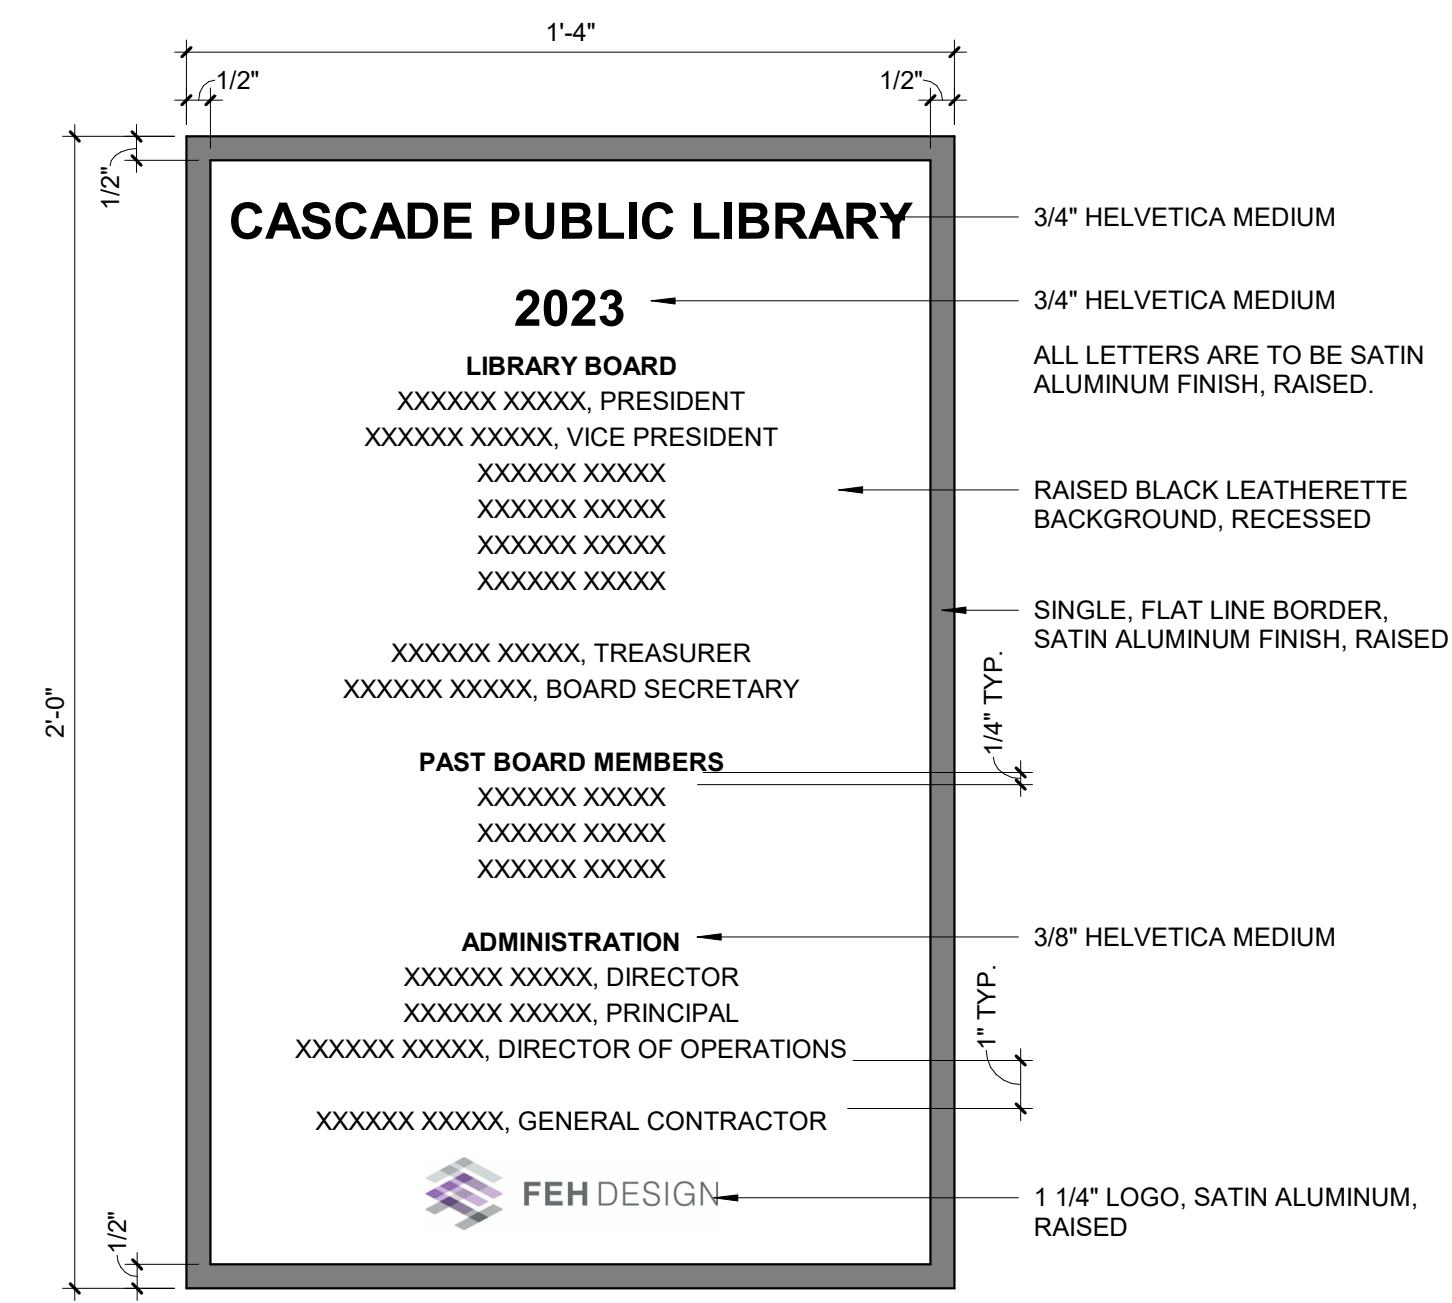 1'-4"
1/2"
1/2"
1/2"
CASCADE PUBLIC LIBRARY
3/4" HELVETICA MEDIUM
2023
3/4" HELVETICA MEDIUM
ALL LETTERS ARE TO BE SATIN
ALUMINUM FINISH, RAISED.
LIBRARY BOARD
XXXXXX XXXXX, PRESIDENT
XXXXXX XXXXX, VICE PRESIDENT
XXXXXX XXXXX
XXXXXX XXXXX
XXXXXX XXXXX
XXXXXX XXXXX
RAISED BLACK LEATHERETTE
BACKGROUND, RECESSED
SINGLE, FLAT LINE BORDER,
SATIN ALUMINUM FINISH, RAISED
XXXXXX XXXXX, TREASURER
XXXXXX XXXXX, BOARD SECRETARY
2'-0"
1/4" TYP.
PAST BOARD MEMBERS
XXXXXX XXXXX
XXXXXX XXXXX
XXXXXX XXXXX
ADMINISTRATION
3/8" HELVETICA MEDIUM
XXXXXX XXXXX, DIRECTOR
XXXXXX XXXXX, PRINCIPAL
XXXXXX XXXXX, DIRECTOR OF OPERATIONS
1" TYP.
XXXXXX XXXXX, GENERAL CONTRACTOR
FEH DESIGN
1 1/4" LOGO, SATIN ALUMINUM,
RAISED
1/2"